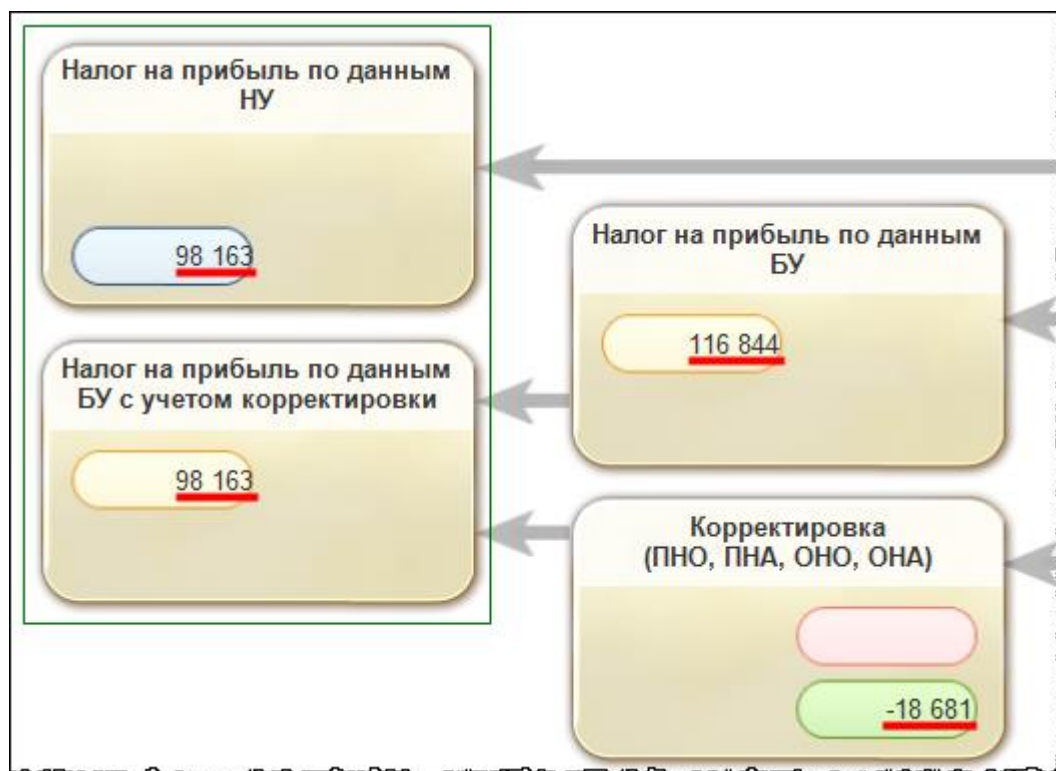 Налог на прибыль по данным
НУ
98 163
Налог на прибыль по данным
БУ
116 844
Налог на прибыль по данным
БУ с учетом корректировки
98 163
Корректировка
(ПНО, ПНА, ОНО, ОНА)
-18 681